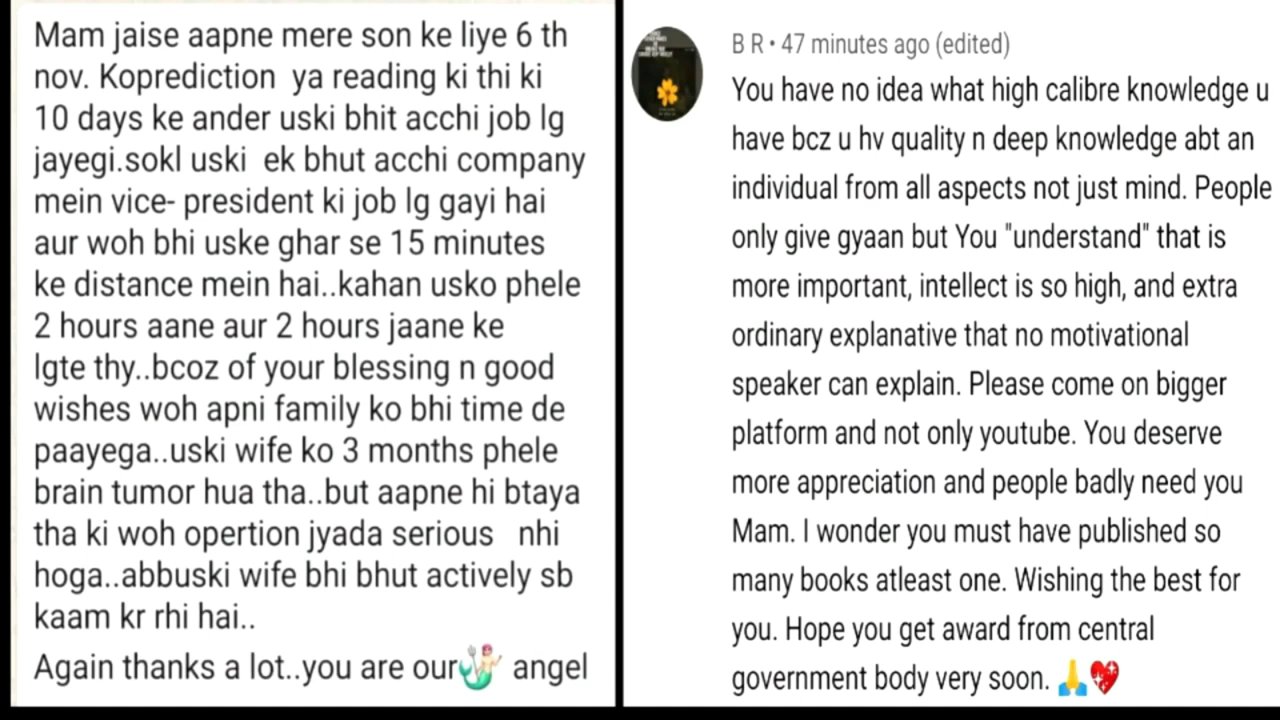 Mam jaise aapne mere son ke liye 6 th
nov. Koprediction ya reading ki thi ki
10 days ke ander uski bhit acchi job lg
jayegi.sokl uski ek bhut acchi company
mein vice- president ki job lg gayi hai
aur woh bhi uske ghar se 15 minutes
ke distance mein hai..kahan usko phele
2 hours aane aur 2 hours jaane ke
lgte thy..bcoz of your blessing n good
wishes woh apni family ko bhi time de
paayega..uski wife ko 3 months phele
brain tumor hua tha..but aapne hi btaya
tha ki woh opertion jyada serious nhi
hoga..abbuski wife bhi bhut actively sb
kaam kr rhi hai..
Again thanks a lot..you are our🧜‍♂️ angel
B R • 47 minutes ago (edited)
You have no idea what high calibre knowledge u
have bcz u hv quality n deep knowledge abt an
individual from all aspects not just mind. People
only give gyaan but You "understand" that is
more important, intellect is so high, and extra
ordinary explanative that no motivational
speaker can explain. Please come on bigger
platform and not only youtube. You deserve
more appreciation and people badly need you
Mam. I wonder you must have published so
many books atleast one. Wishing the best for
you. Hope you get award from central
government body very soon. 🙏💖